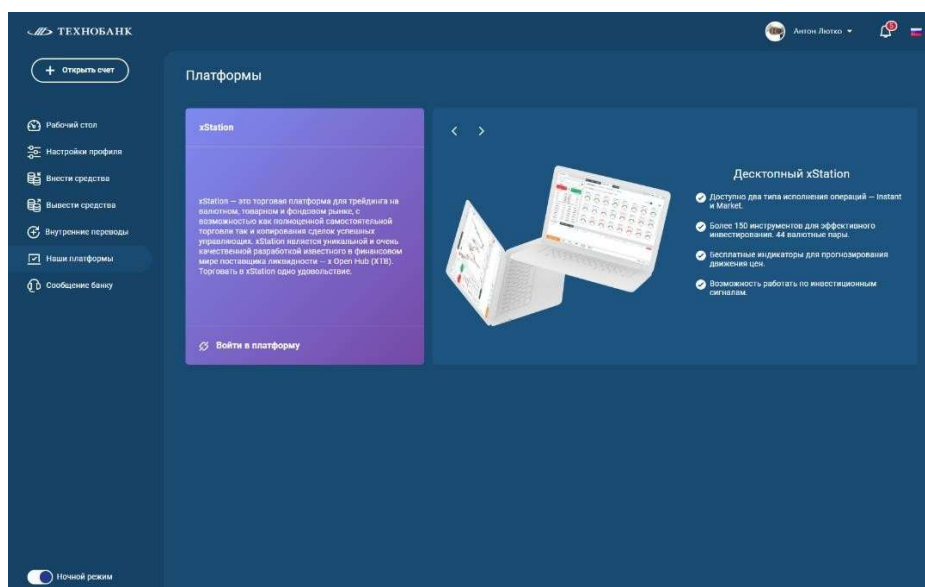 ТЕХНОБАНК
Антон Лютко
5
+ Открыть счет
Платформы
Рабочий стол
Настройки профиля
Внести средства
Вывести средства
Внутренние переводы
Наши платформы
Сообщение банку
xStation
xStation — это торговая платформа для трейдинга на
валютном, товарном и фондовом рынке, с
возможностью как полноценной самостоятельной
торговли так и копирования сделок успешных
управляющих. xStation является уникальной и очень
качественной разработкой известного в финансовом
мире поставщика ликвидности — x Open Hub (XTB).
Торговать в xStation одно удовольствие.
Войти в платформу
Десктопный xStation
Доступно два типа исполнения операций — Instant
и Market.
Более 150 инструментов для эффективного
инвестирования. 44 валютные пары.
Бесплатные индикаторы для прогнозирования
движения цен.
Возможность работать по инвестиционным
сигналам.
Ночной режим